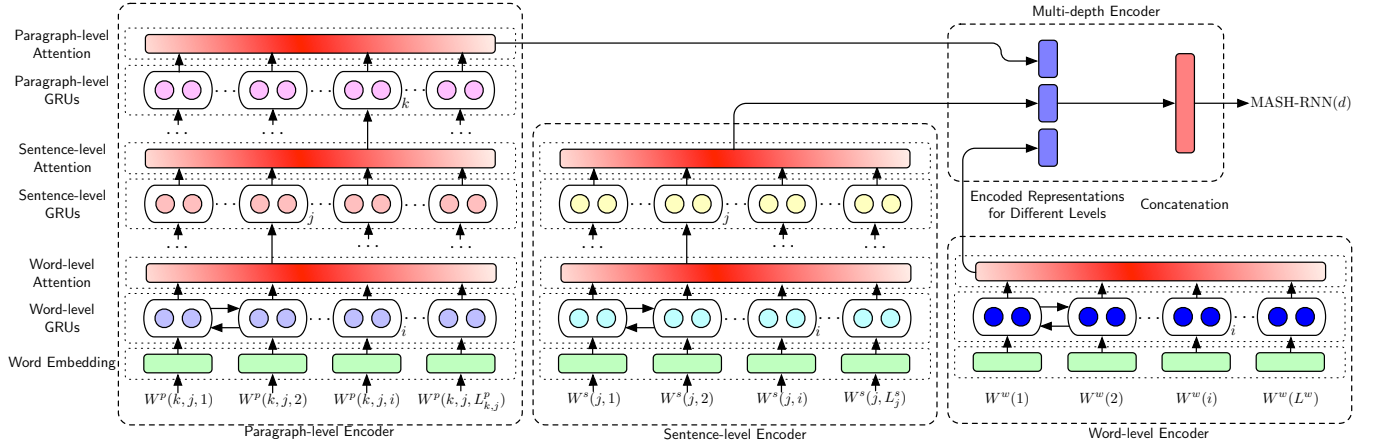 Multi-depth Encoder
Paragraph-level
Attention
Paragraph-level
GRUs
k
MASH-RNN(d)
Sentence-level
Attention
Sentence-level
GRUs
j
j
Encoded Representations
for Different Levels
Concatenation
Word-level
Attention
Word-level
GRUs
i
i
i
Word Embedding
W^p(k, j, 1) W^p(k, j, 2) W^p(k, j, i) W^p(k, j, L^p_{k,j})
W^s(j, 1) W^s(j, 2) W^s(j, i) W^s(j, L^s_j)
W^w(1) W^w(2) W^w(i) W^w(L^w)
Paragraph-level Encoder
Sentence-level Encoder
Word-level Encoder